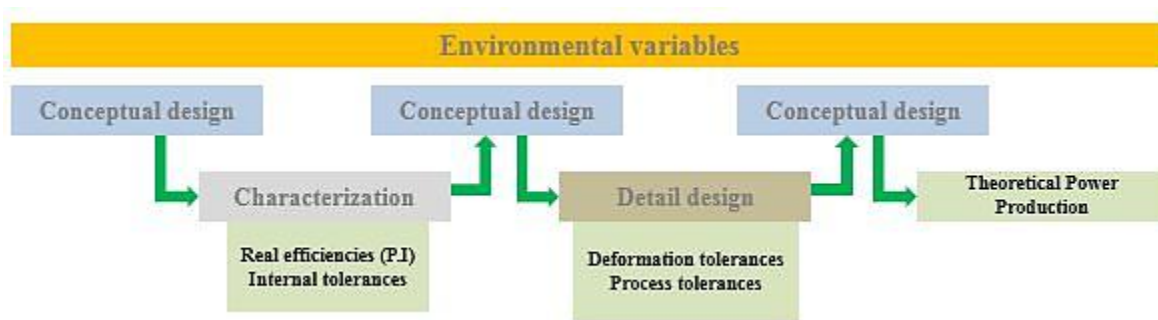 Environmental variables
Conceptual design
Conceptual design
Conceptual design
Characterization
Detail design
Theoretical Power
Production
Real efficiencies (P.I)
Internal tolerances
Deformation tolerances
Process tolerances